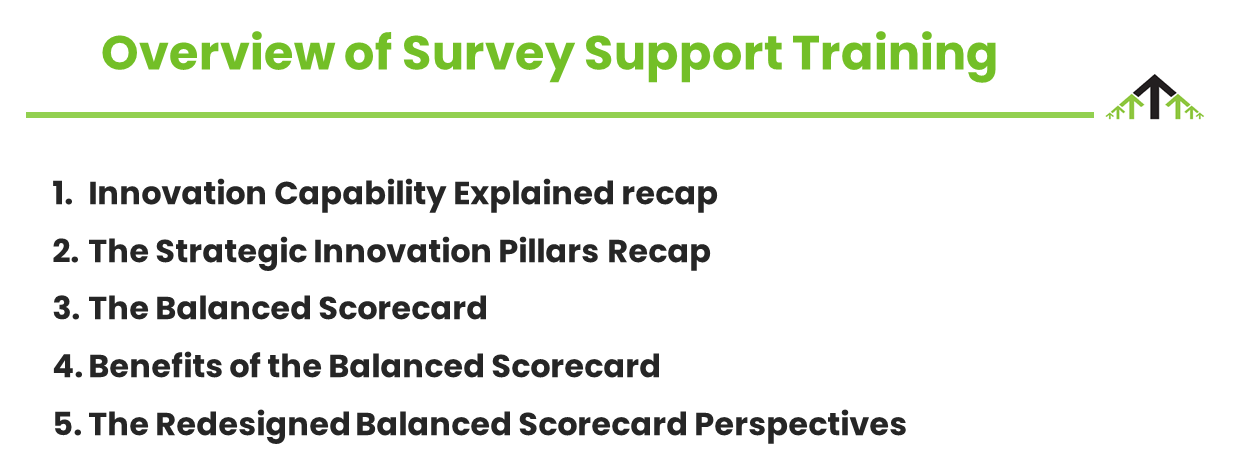 Overview of Survey Support Training
1. Innovation Capability Explained recap
2. The Strategic Innovation Pillars Recap
3. The Balanced Scorecard
4. Benefits of the Balanced Scorecard
5. The Redesigned Balanced Scorecard Perspectives